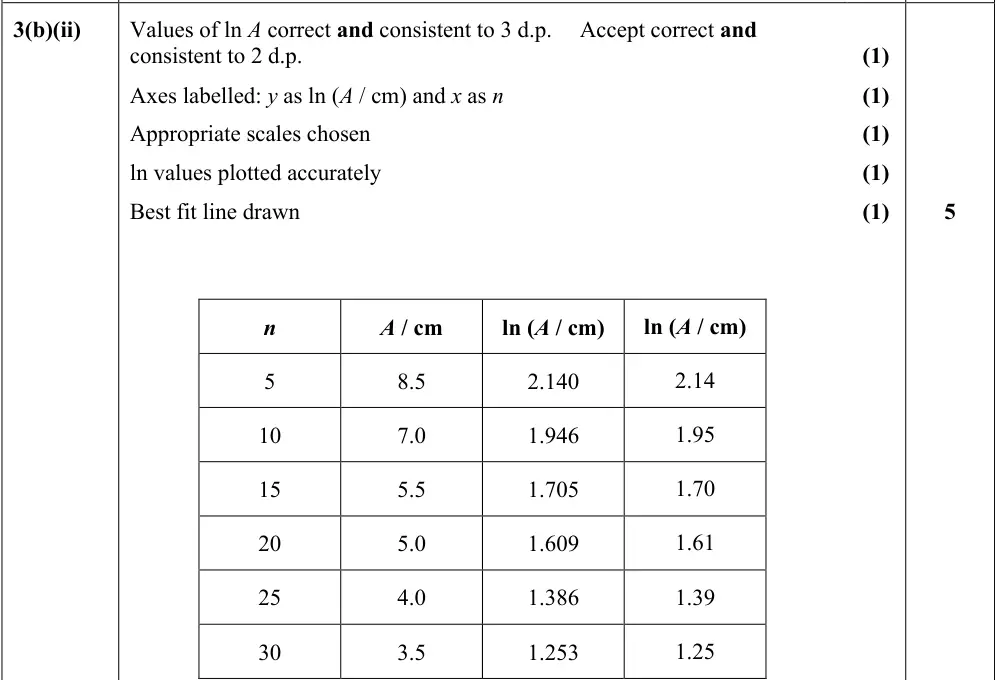 3(b)(ii) Values of ln A correct and consistent to 3 d.p. Accept correct and
consistent to 2 d.p. (1)
Axes labelled: y as ln (A / cm) and x as n (1)
Appropriate scales chosen (1)
ln values plotted accurately (1)
Best fit line drawn (1) 5
n A / cm ln (A / cm) ln (A / cm)
5 8.5 2.140 2.14
10 7.0 1.946 1.95
15 5.5 1.705 1.70
20 5.0 1.609 1.61
25 4.0 1.386 1.39
30 3.5 1.253 1.25